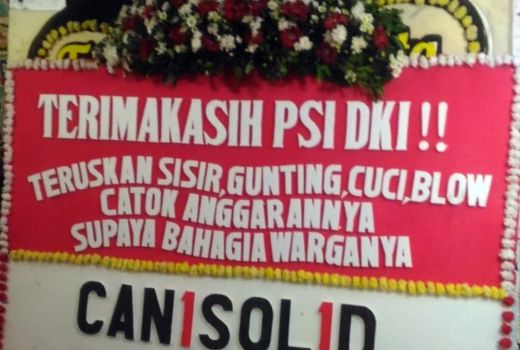 TERIMAKASIH PSI DKI !!
TERUSKAN SISIR,GUNTING,CUCI,BLOW
CATOK ANGGARANNYA
SUPAYA BAHAGIA WARGANYA
CAN1SOL1D